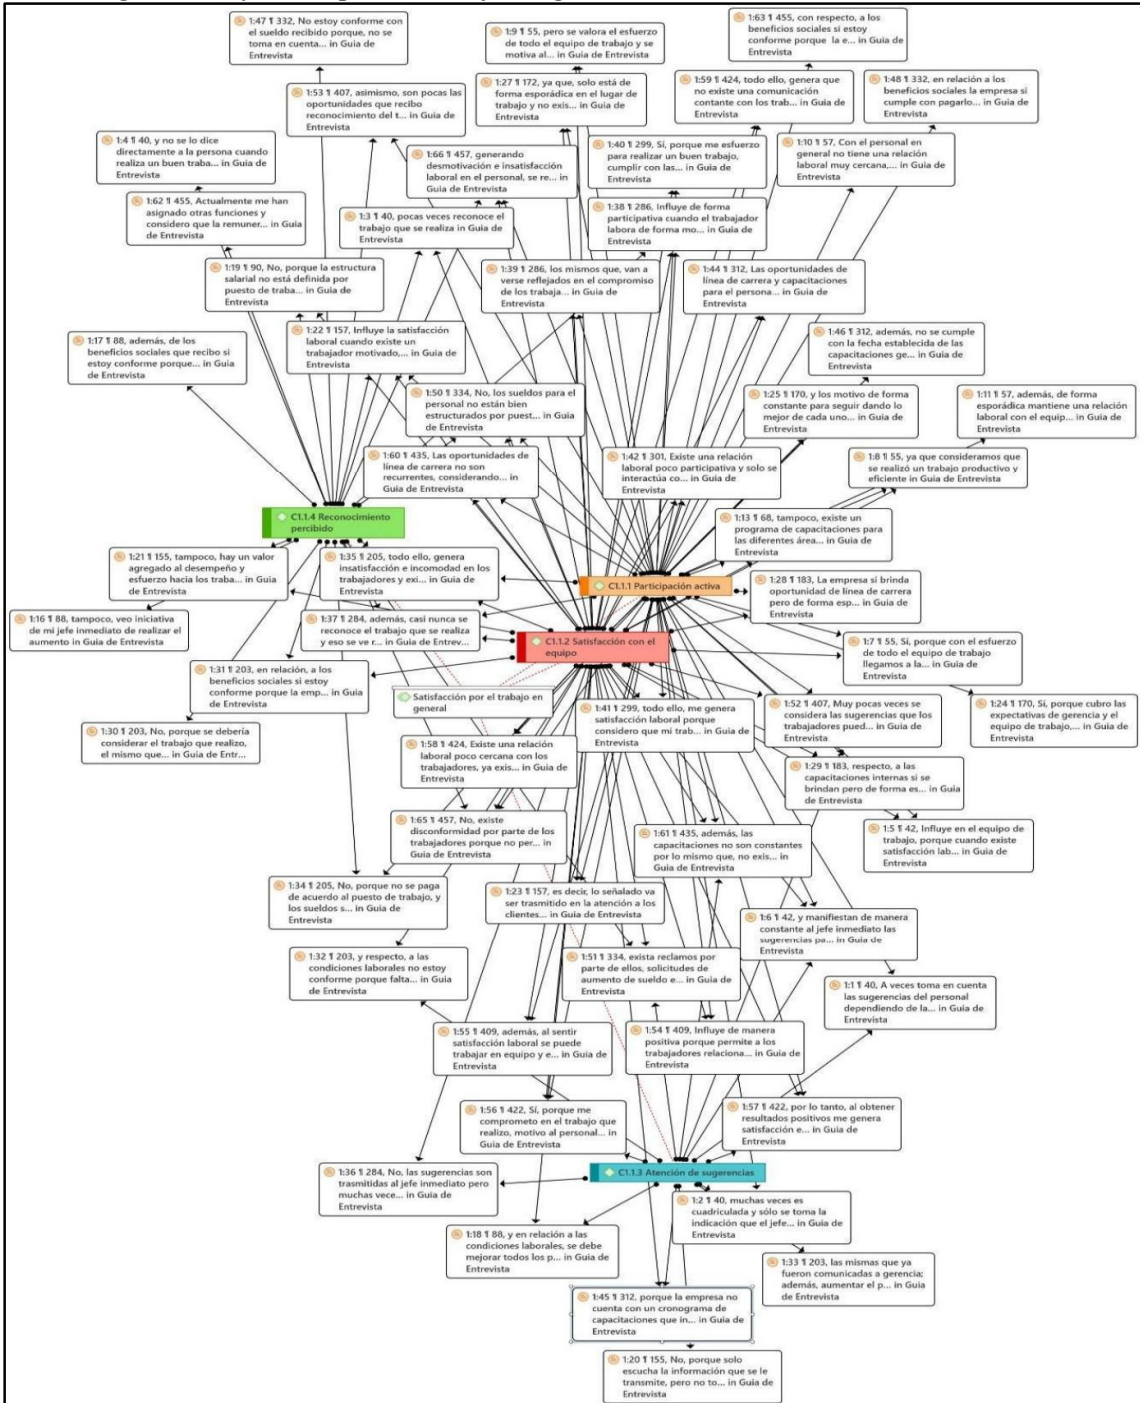 1:47 ¶ 332, No estoy conforme con
el sueldo recibido porque, no se
toma en cuenta... in Guia de
Entrevista
1:9 ¶ 55, pero se valora el esfuerzo
de todo el equipo de trabajo y se
motiva al... in Guia de Entrevista
1:63 ¶ 455, con respecto, a los
beneficios sociales si estoy
conforme porque la e... in Guia de
Entrevista
1:53 ¶ 407, asimismo, son pocas las
oportunidades que recibo
reconocimiento del t... in Guia de
Entrevista
1:27 ¶ 172, ya que, solo está de
forma esporádica en el lugar de
trabajo y no exis... in Guia de
Entrevista
1:59 ¶ 424, todo ello, genera que
no existe una comunicación
contante con los trab... in Guia de
Entrevista
1:48 ¶ 332, en relación a los
beneficios sociales la empresa si
cumple con pagarlo... in Guia de
Entrevista
1:4 ¶ 40, y no se lo dice
directamente a la persona cuando
realiza un buen traba... in Guia de
Entrevista
1:66 ¶ 457, generando
desmotivación e insatisfacción
laboral en el personal, se re... in
Guia de Entrevista
1:40 ¶ 299, Sí, porque me esfuerzo
para realizar un buen trabajo,
cumplir con las... in Guia de
Entrevista
1:10 ¶ 57, Con el personal en
general no tiene una relación
laboral muy cercana,... in Guia de
Entrevista
1:62 ¶ 455, Actualmente me han
asignado otras funciones y
considero que la remuner... in Guia
de Entrevista
1:3 ¶ 40, pocas veces reconoce el
trabajo que se realiza in Guia de
Entrevista
1:38 ¶ 286, Influye de forma
participativa cuando el trabajador
labora de forma mo... in Guia de
Entrevista
1:19 ¶ 90, No, porque la estructura
salarial no está definida por
puesto de traba... in Guia de
Entrevista
1:39 ¶ 286, los mismos que, van a
verse reflejados en el compromiso
de los trabaja... in Guia de
Entrevista
1:44 ¶ 312, Las oportunidades de
línea de carrera y capacitaciones
para el persona... in Guia de
Entrevista
1:17 ¶ 88, además, de los
beneficios sociales que recibo si
estoy conforme porque... in Guia
de Entrevista
1:22 ¶ 157, Influye la satisfacción
laboral cuando existe un
trabajador motivado,... in Guia de
Entrevista
1:46 ¶ 312, además, no se cumple
con la fecha establecida de las
capacitaciones ge... in Guia de
Entrevista
1:50 ¶ 334, No, los sueldos para el
personal no están bien
estructurados por puest... in Guia
de Entrevista
1:25 ¶ 170, y los motivo de forma
constante para seguir dando lo
mejor de cada uno... in Guia de
Entrevista
1:11 ¶ 57, además, de forma
esporádica mantiene una relación
laboral con el equip... in Guia de
Entrevista
1:60 ¶ 435, Las oportunidades de
línea de carrera no son
recurrentes, considerando... in
Guia de Entrevista
1:42 ¶ 301, Existe una relación
laboral poco participativa y solo se
interactúa co... in Guia de
Entrevista
1:8 ¶ 55, ya que consideramos que
se realizó un trabajo productivo y
eficiente in Guia de Entrevista
C1.1.4 Reconocimiento
percibido
1:13 ¶ 68, tampoco, existe un
programa de capacitaciones para
las diferentes área... in Guia de
Entrevista
1:21 ¶ 155, tampoco, hay un valor
agregado al desempeño y
esfuerzo hacia los traba... in Guia
de Entrevista
1:35 ¶ 205, todo ello, genera
insatisfacción e incomodad en los
trabajadores y exi... in Guia de
Entrevista
C1.1.1 Participación activa
1:28 ¶ 183, La empresa si brinda
oportunidad de línea de carrera
pero de forma esp... in Guia de
Entrevista
1:16 ¶ 88, tampoco, veo iniciativa
de mi jefe inmediato de realizar el
aumento in Guia de Entrevista
1:37 ¶ 284, además, casi nunca se
reconoce el trabajo que se realiza
y eso se ve r... in Guia de Entrev...
C1.1.2 Satisfacción con el
equipo
1:7 ¶ 55, Sí, porque con el esfuerzo
de todo el equipo de trabajo
llegamos a la... in Guia de
Entrevista
1:31 ¶ 203, en relación, a los
beneficios sociales si estoy
conforme porque la emp... in Guia
de Entrevista
Satisfacción por el trabajo en
general
1:41 ¶ 299, todo ello, me genera
satisfacción laboral porque
considero que mi trab... in Guia de
Entrevista
1:52 ¶ 407, Muy pocas veces se
considera las sugerencias que los
trabajadores pued... in Guia de
Entrevista
1:24 ¶ 170, Sí, porque cubro las
expectativas de gerencia y el
equipo de trabajo,... in Guia de
Entrevista
1:30 ¶ 203, No, porque se debería
considerar el trabajo que realizo,
el mismo que... in Guia de Entr...
1:58 ¶ 424, Existe una relación
laboral poco cercana con los
trabajadores, ya exis... in Guia de
Entrevista
1:29 ¶ 183, respecto, a las
capacitaciones internas si se
brindan pero de forma es... in Guia
de Entrevista
1:65 ¶ 457, No, existe
disconformidad por parte de los
trabajadores porque no per... in
Guia de Entrevista
1:61 ¶ 435, además, las
capacitaciones no son constantes
por lo mismo que, no exis... in
Guia de Entrevista
1:5 ¶ 42, Influye en el equipo de
trabajo, porque cuando existe
satisfacción lab... in Guia de
Entrevista
1:34 ¶ 205, No, porque no se paga
de acuerdo al puesto de trabajo, y
los sueldos s... in Guia de
Entrevista
1:23 ¶ 157, es decir, lo señalado va
ser trasmitido en la atención a los
clientes... in Guia de Entrevista
1:6 ¶ 42, y manifiestan de manera
constante al jefe inmediato las
sugerencias pa... in Guia de
Entrevista
1:32 ¶ 203, y respecto, a las
condiciones laborales no estoy
conforme porque falta... in Guia
de Entrevista
1:51 ¶ 334, exista reclamos por
parte de ellos, solicitudes de
aumento de sueldo e... in Guia de
Entrevista
1:1 ¶ 40, A veces toma en cuenta
las sugerencias del personal
dependiendo de la... in Guia de
Entrevista
1:55 ¶ 409, además, al sentir
satisfacción laboral se puede
trabajar en equipo y e... in Guia de
Entrevista
1:54 ¶ 409, Influye de manera
positiva porque permite a los
trabajadores relaciona... in Guia de
Entrevista
1:56 ¶ 422, Sí, porque me
comprometo en el trabajo que
realizo, motivo al personal... in
Guia de Entrevista
1:57 ¶ 422, por lo tanto, al obtener
resultados positivos me genera
satisfacción e... in Guia de
Entrevista
1:36 ¶ 284, No, las sugerencias son
trasmitidas al jefe inmediato pero
muchas vece... in Guia de
Entrevista
C1.1.3 Atención de sugerencias
1:2 ¶ 40, muchas veces es
cuadriculada y sólo se toma la
indicación que el jefe... in Guia de
Entrevista
1:18 ¶ 88, y en relación a las
condiciones laborales, se debe
mejorar todos los p... in Guia de
Entrevista
1:33 ¶ 203, las mismas que ya
fueron comunicadas a gerencia;
además, aumentar el p... in Guia
de Entrevista
1:45 ¶ 312, porque la empresa no
cuenta con un cronograma de
capacitaciones que in... in Guia de
Entrevista
1:20 ¶ 155, No, porque solo
escucha la información que se le
transmite, pero no to... in Guia de
Entrevista